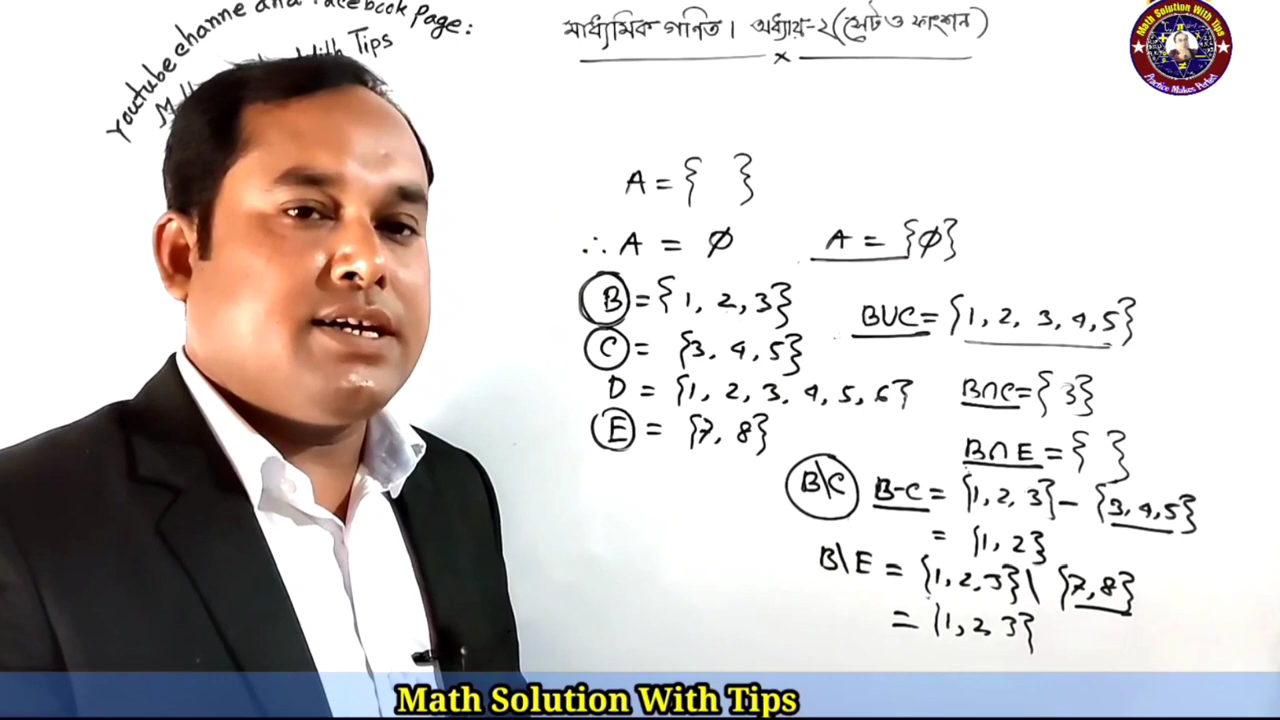 Youtube channe and Facebook Page:
With Tips
মাধ্যমিক গণিত। অধ্যায়-২(সেট ও ফাংশন)
×
Math Solution With Tips
Practice Makes Perfect
A = { }
∴ A = ∅
A = {∅}
B = {1, 2, 3}
B∪C = {1, 2, 3, 4, 5}
C = {3, 4, 5}
D = {1, 2, 3, 4, 5, 6}
B∩C = {3}
E = {7, 8}
B∩E = { }
B\C B-C = {1, 2, 3} - {3, 4, 5}
= {1, 2}
B\E = {1, 2, 3} \ {7, 8}
= {1, 2, 3}
Math Solution With Tips